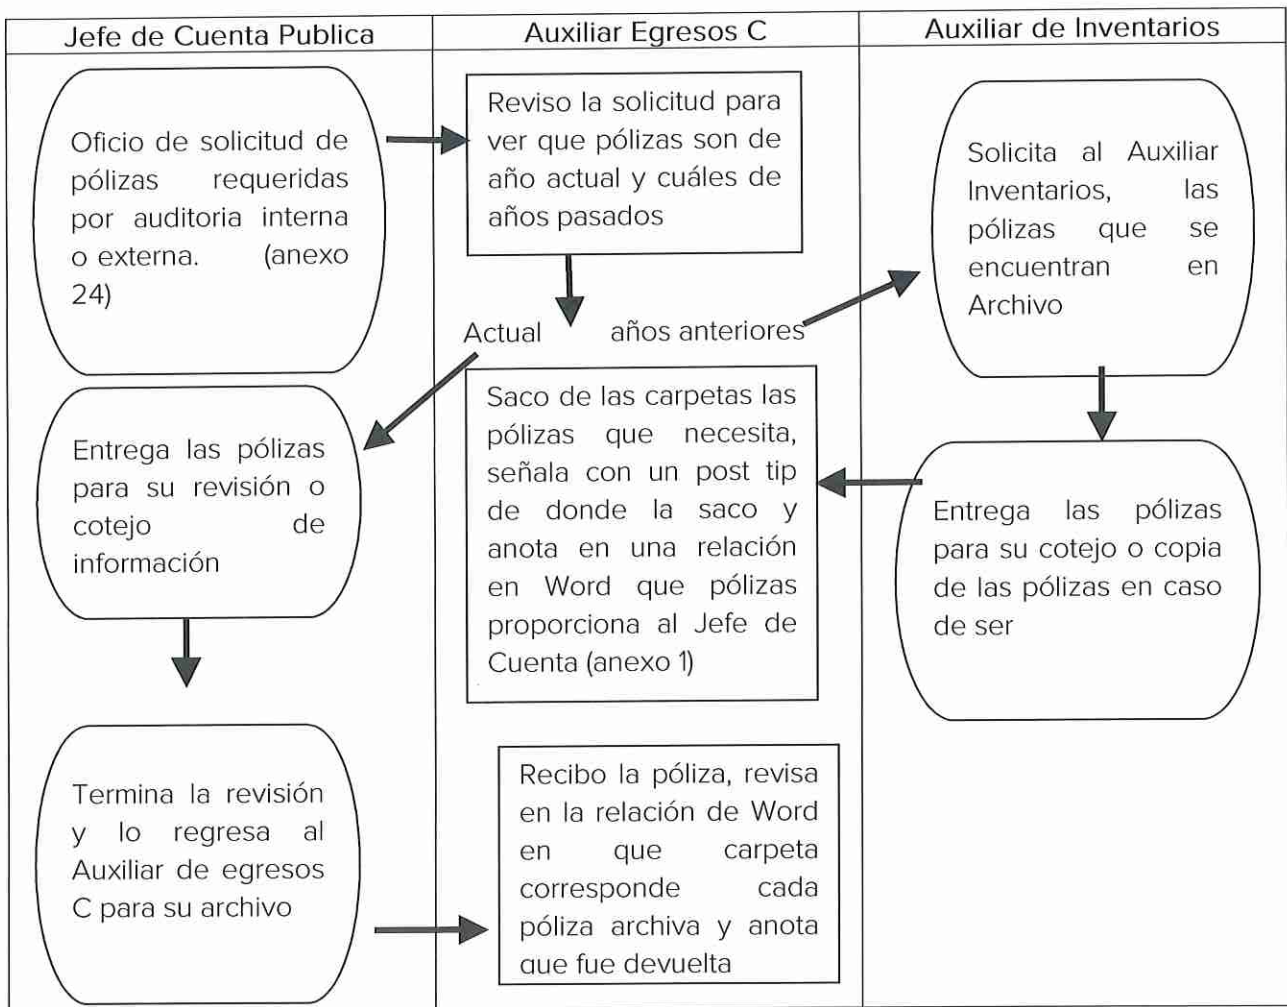 Jefe de Cuenta Publica
Auxiliar Egresos C
Auxiliar de Inventarios
Oficio de solicitud de
pólizas requeridas
por auditoria interna
o externa. (anexo
24)
Reviso la solicitud para
ver que pólizas son de
año actual y cuáles de
años pasados
Solicita al Auxiliar
Inventarios, las
pólizas que se
encuentran en
Archivo
Actual años anteriores
Entrega las pólizas
para su revisión o
cotejo de
información
Saco de las carpetas las
pólizas que necesita,
señala con un post tip
de donde la saco y
anota en una relación
en Word que pólizas
proporciona al Jefe de
Cuenta (anexo 1)
Entrega las pólizas
para su cotejo o copia
de las pólizas en caso
de ser
Termina la revisión
y lo regresa al
Auxiliar de egresos
C para su archivo
Recibo la póliza, revisa
en la relación de Word
en que carpeta
corresponde cada
póliza archiva y anota
que fue devuelta